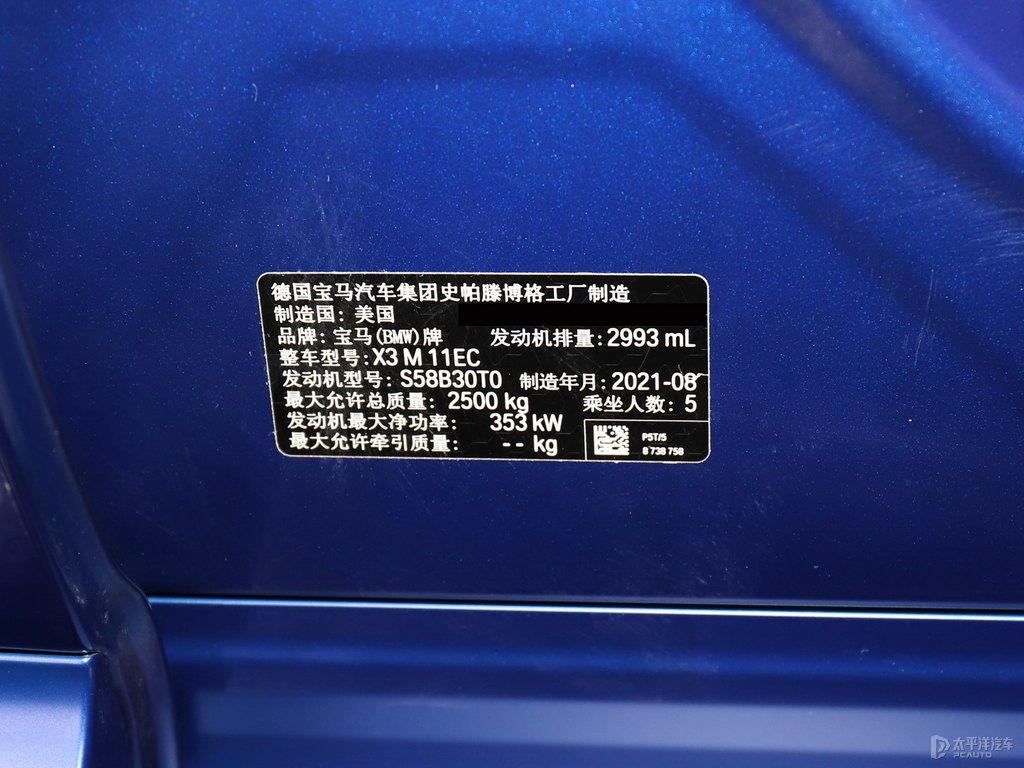 德国宝马汽车集团史帕滕博格工厂制造
制造国: 美国
品牌: 宝马(BMW)牌 发动机排量: 2993 mL
整车型号: X3 M 11EC
发动机型号: S58B30T0 制造年月: 2021-08
最大允许总质量: 2500 kg 乘坐人数: 5
发动机最大净功率: 353 kW
最大允许牵引质量: -- kg
P5T/5
8 738 758
太平洋汽车
PCAUTO